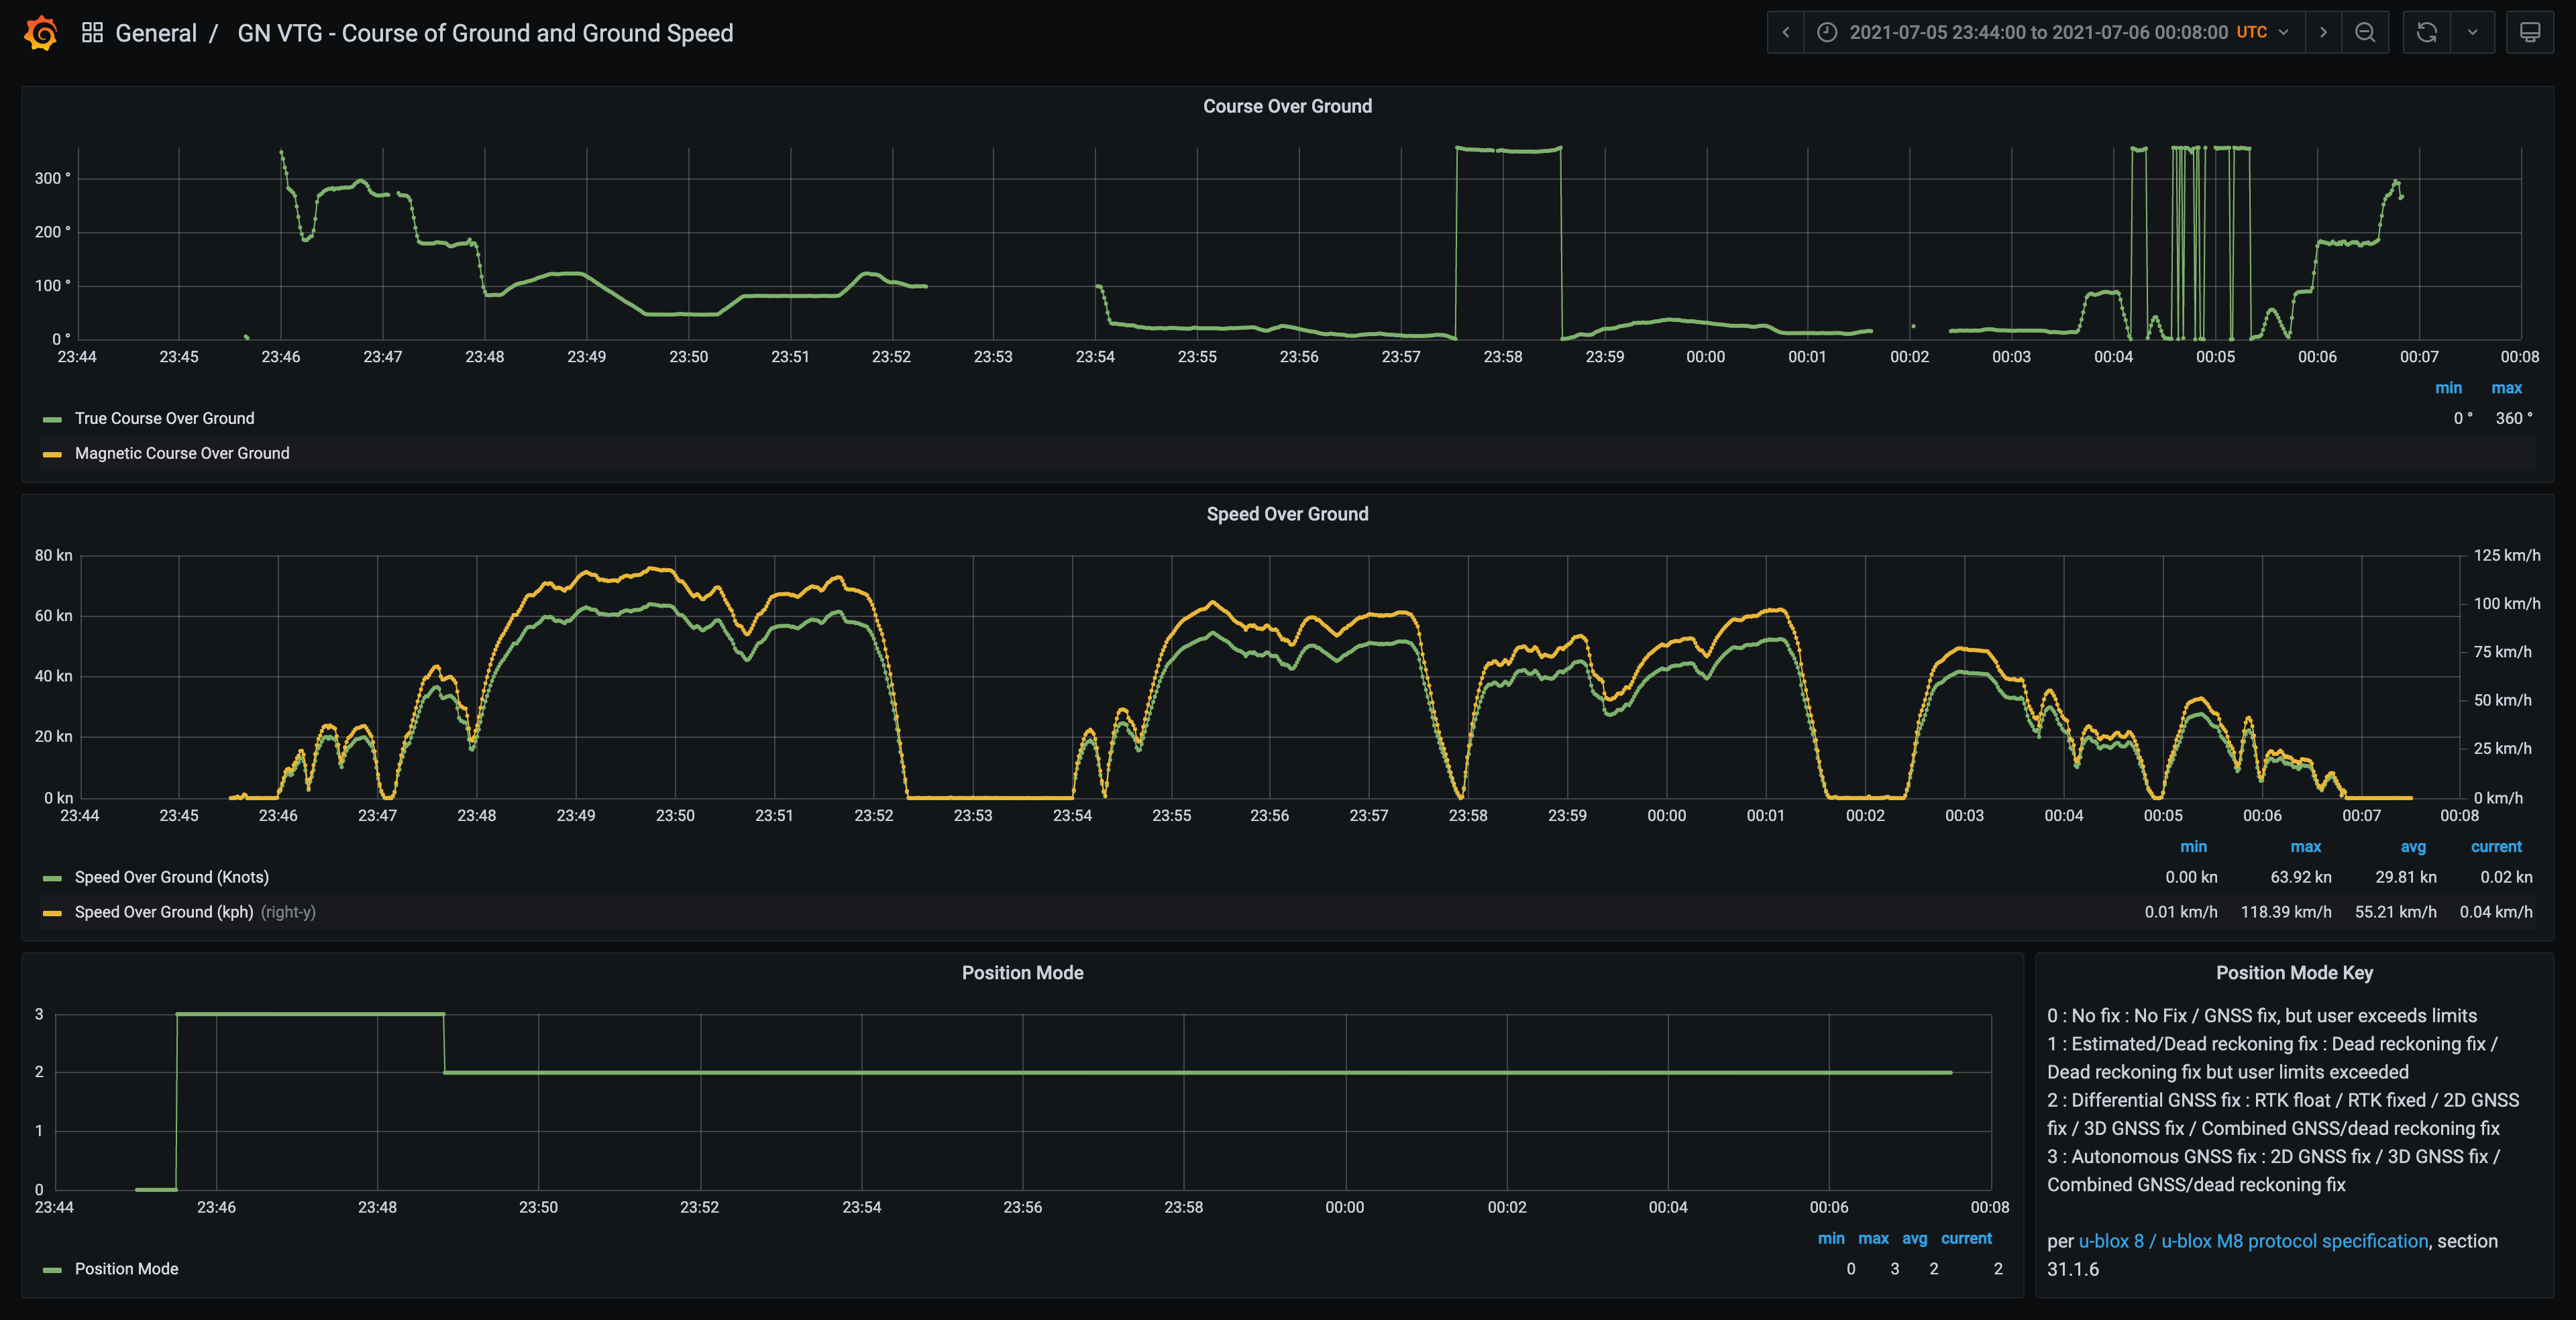 General / GN VTG - Course of Ground and Ground Speed
2021-07-05 23:44:00 to 2021-07-06 00:08:00 UTC
Course Over Ground
300 °
200 °
100 °
0 °
23:44 23:45 23:46 23:47 23:48 23:49 23:50 23:51 23:52 23:53 23:54 23:55 23:56 23:57 23:58 23:59 00:00 00:01 00:02 00:03 00:04 00:05 00:06 00:07 00:08
min max
True Course Over Ground 0 ° 360 °
Magnetic Course Over Ground
Speed Over Ground
80 kn 125 km/h
60 kn 100 km/h
40 kn 75 km/h
50 km/h
20 kn 25 km/h
0 kn 0 km/h
23:44 23:45 23:46 23:47 23:48 23:49 23:50 23:51 23:52 23:53 23:54 23:55 23:56 23:57 23:58 23:59 00:00 00:01 00:02 00:03 00:04 00:05 00:06 00:07 00:08
min max avg current
Speed Over Ground (Knots) 0.00 kn 63.92 kn 29.81 kn 0.02 kn
Speed Over Ground (kph) (right-y) 0.01 km/h 118.39 km/h 55.21 km/h 0.04 km/h
Position Mode
3
2
1
0
23:44 23:46 23:48 23:50 23:52 23:54 23:56 23:58 00:00 00:02 00:04 00:06 00:08
min max avg current
Position Mode 0 3 2 2
Position Mode Key
0 : No fix : No Fix / GNSS fix, but user exceeds limits
1 : Estimated/Dead reckoning fix : Dead reckoning fix /
Dead reckoning fix but user limits exceeded
2 : Differential GNSS fix : RTK float / RTK fixed / 2D GNSS
fix / 3D GNSS fix / Combined GNSS/dead reckoning fix
3 : Autonomous GNSS fix : 2D GNSS fix / 3D GNSS fix /
Combined GNSS/dead reckoning fix
per u-blox 8 / u-blox M8 protocol specification, section
31.1.6